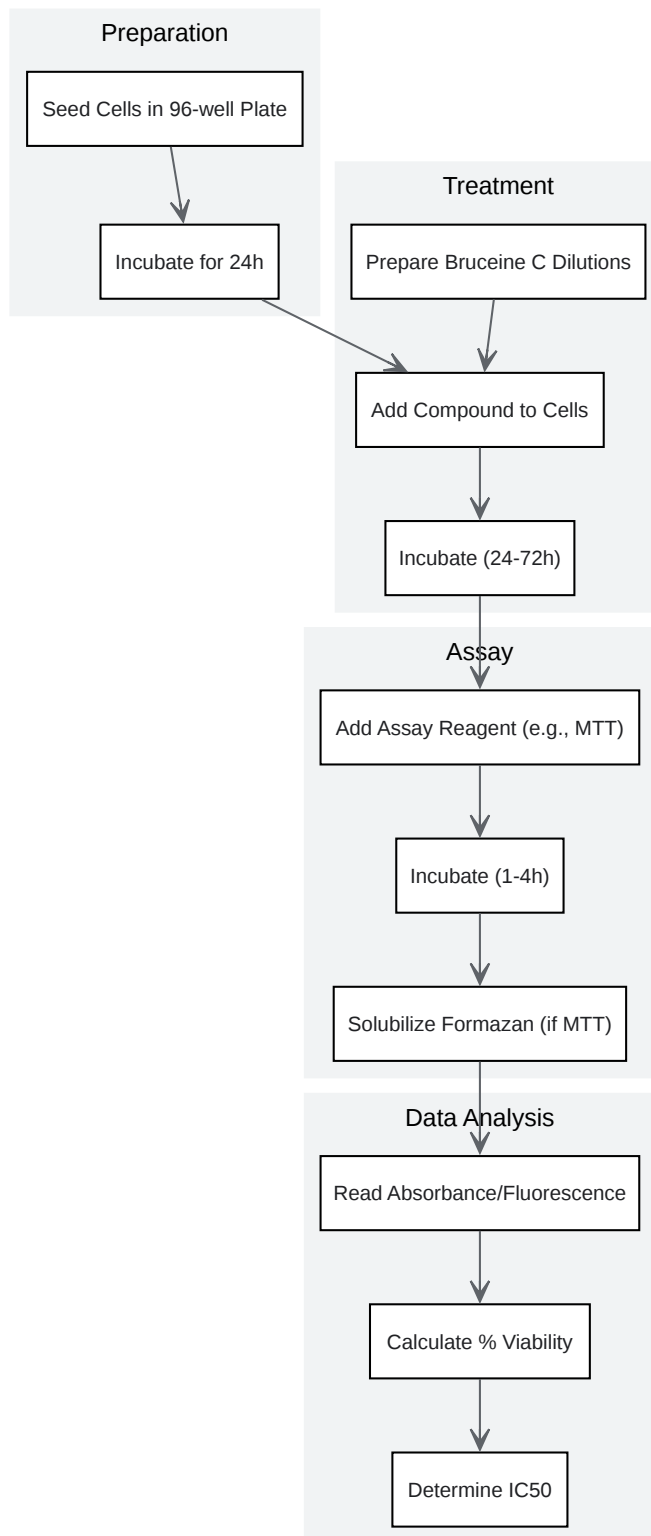 Preparation
Seed Cells in 96-well Plate
Incubate for 24h
Treatment
Prepare Bruceine C Dilutions
Add Compound to Cells
Incubate (24-72h)
Assay
Add Assay Reagent (e.g., MTT)
Incubate (1-4h)
Solubilize Formazan (if MTT)
Data Analysis
Read Absorbance/Fluorescence
Calculate % Viability
Determine IC50